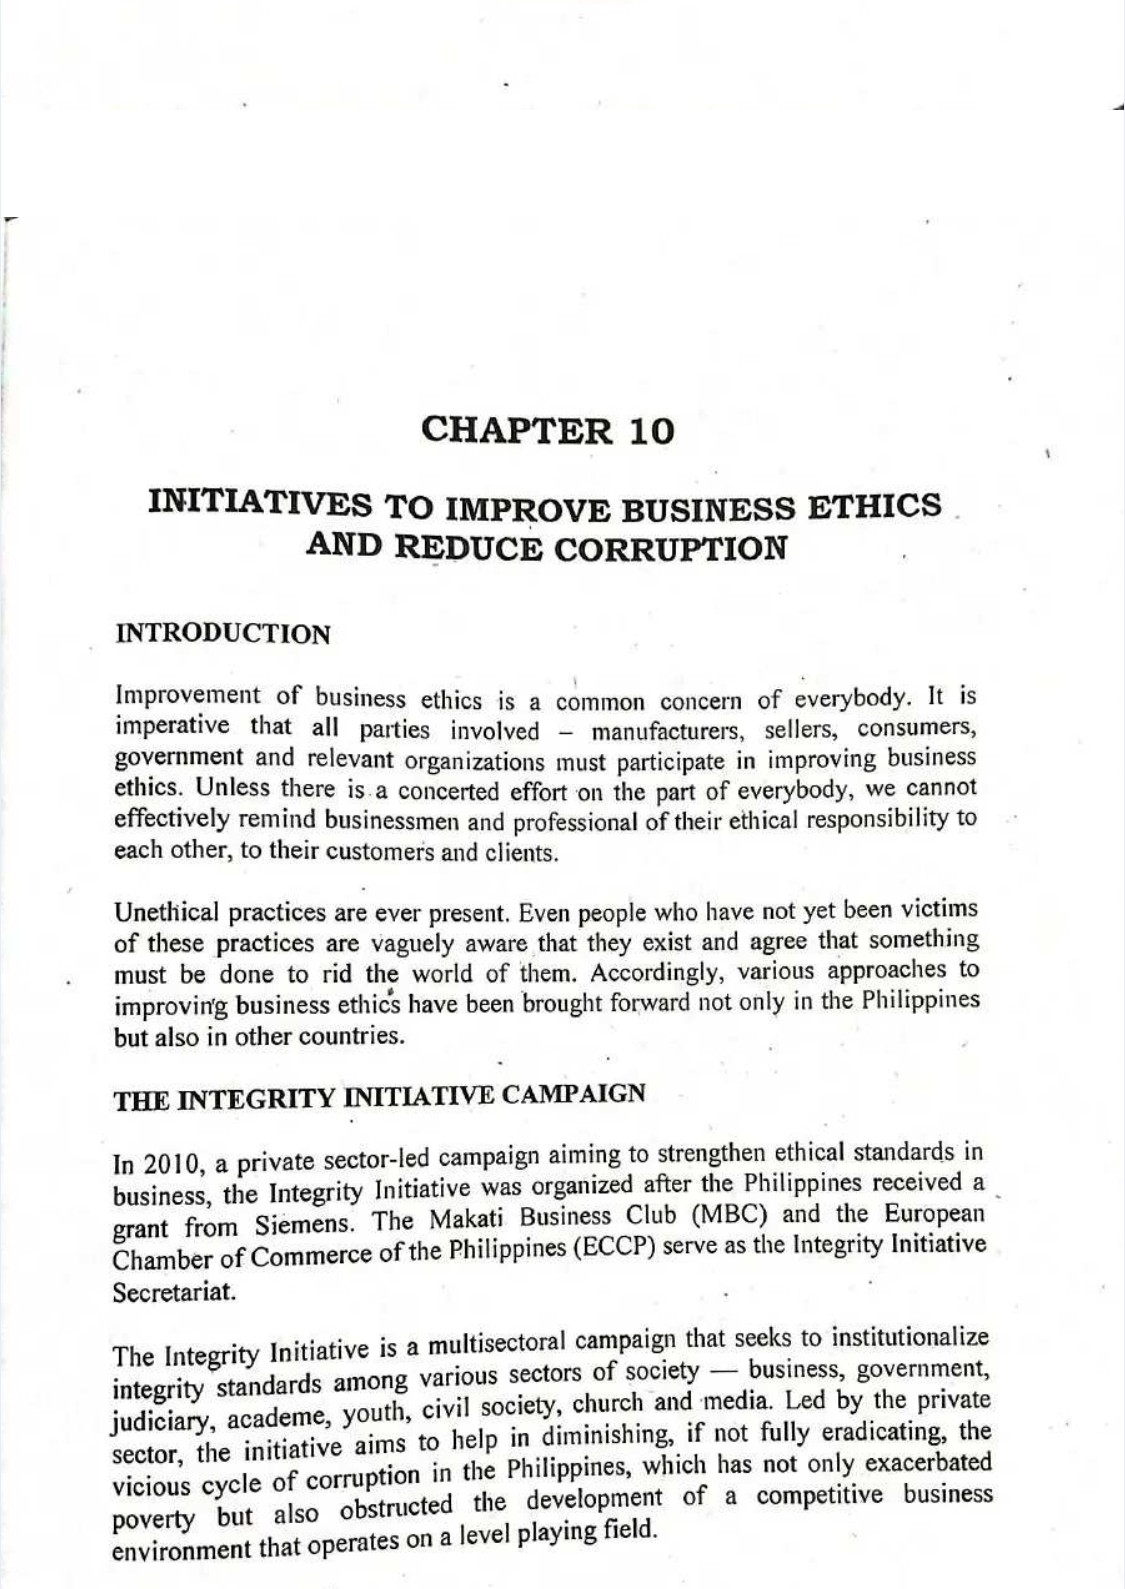 CHAPTER 10
INITIATIVES TO IMPROVE BUSINESS ETHICS
AND REDUCE CORRUPTION
INTRODUCTION
Improvement of business ethics is a common concern of everybody. It is
imperative that all parties involved – manufacturers, sellers, consumers,
government and relevant organizations must participate in improving business
ethics. Unless there is a concerted effort on the part of everybody, we cannot
effectively remind businessmen and professional of their ethical responsibility to
each other, to their customers and clients.
Unethical practices are ever present. Even people who have not yet been victims
of these practices are vaguely aware that they exist and agree that something
must be done to rid the world of them. Accordingly, various approaches to
improving business ethics have been brought forward not only in the Philippines
but also in other countries.
THE INTEGRITY INITIATIVE CAMPAIGN
In 2010, a private sector-led campaign aiming to strengthen ethical standards in
business, the Integrity Initiative was organized after the Philippines received a
grant from Siemens. The Makati Business Club (MBC) and the European
Chamber of Commerce of the Philippines (ECCP) serve as the Integrity Initiative
Secretariat.
The Integrity Initiative is a multisectoral campaign that seeks to institutionalize
integrity standards among various sectors of society — business, government,
judiciary, academe, youth, civil society, church and media. Led by the private
sector, the initiative aims to help in diminishing, if not fully eradicating, the
vicious cycle of corruption in the Philippines, which has not only exacerbated
poverty but also obstructed the development of a competitive business
environment that operates on a level playing field.